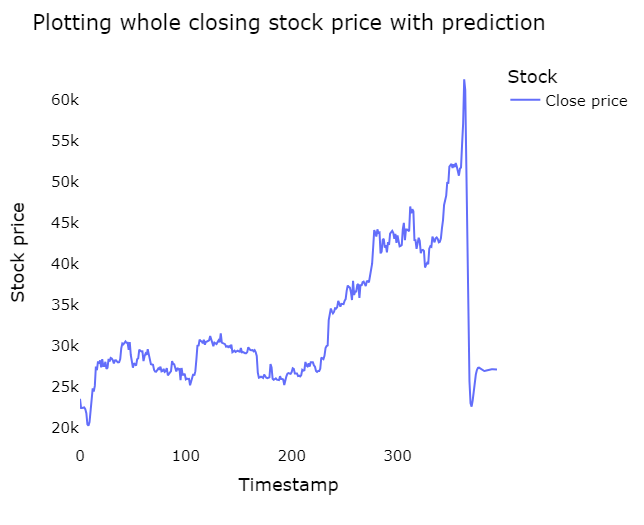 Plotting whole closing stock price with prediction
Stock
Close price
60k
55k
50k
45k
40k
35k
30k
25k
20k
Stock price
0
100
200
300
Timestamp